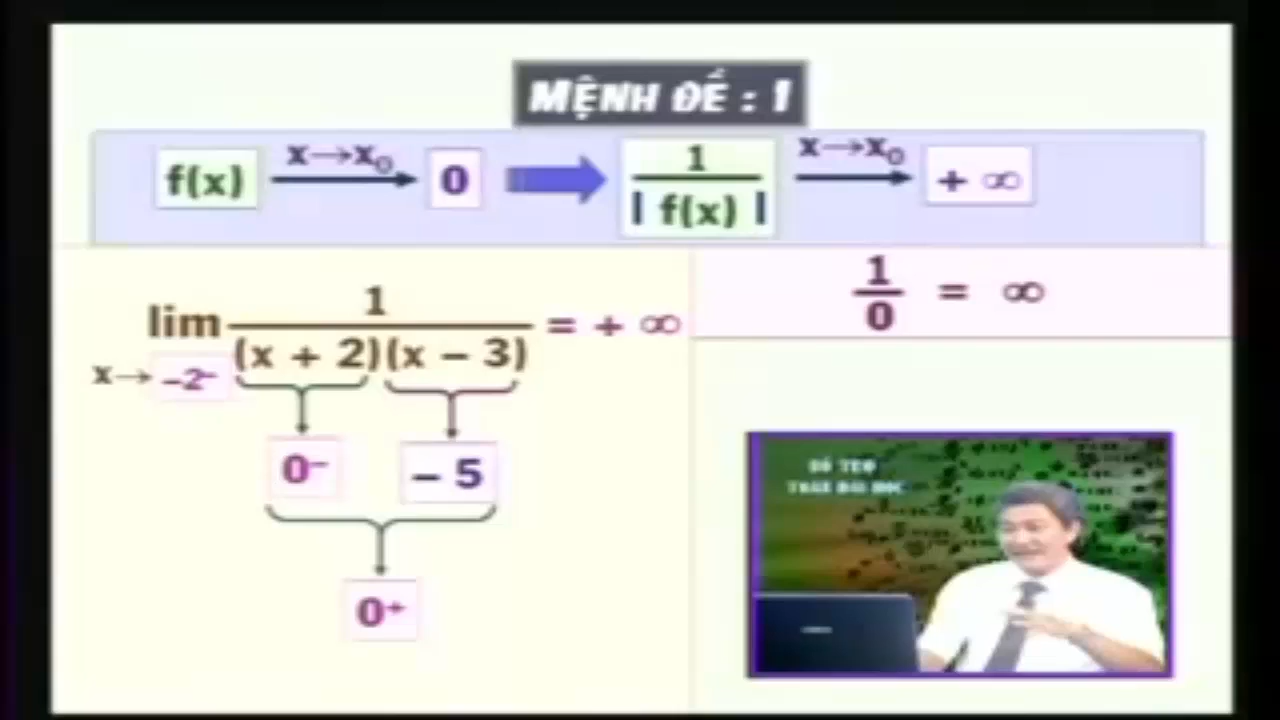 MỆNH ĐỀ : 1
f(x) x→x₀ 0 ⇒ 1/| f(x) | x→x₀ + ∞
lim x→ –2⁻ 1/(x + 2)(x – 3) = + ∞
0⁻ – 5
0⁺
1/0 = ∞